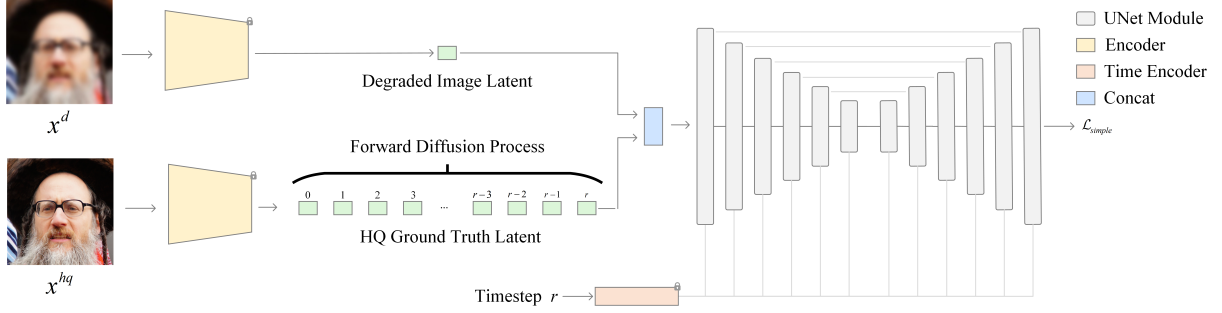 x^d
Degraded Image Latent
x^hq
Forward Diffusion Process
0 1 2 3 ... r-3 r-2 r-1 r
HQ Ground Truth Latent
Timestep r
UNet Module
Encoder
Time Encoder
Concat
ℒ_simple